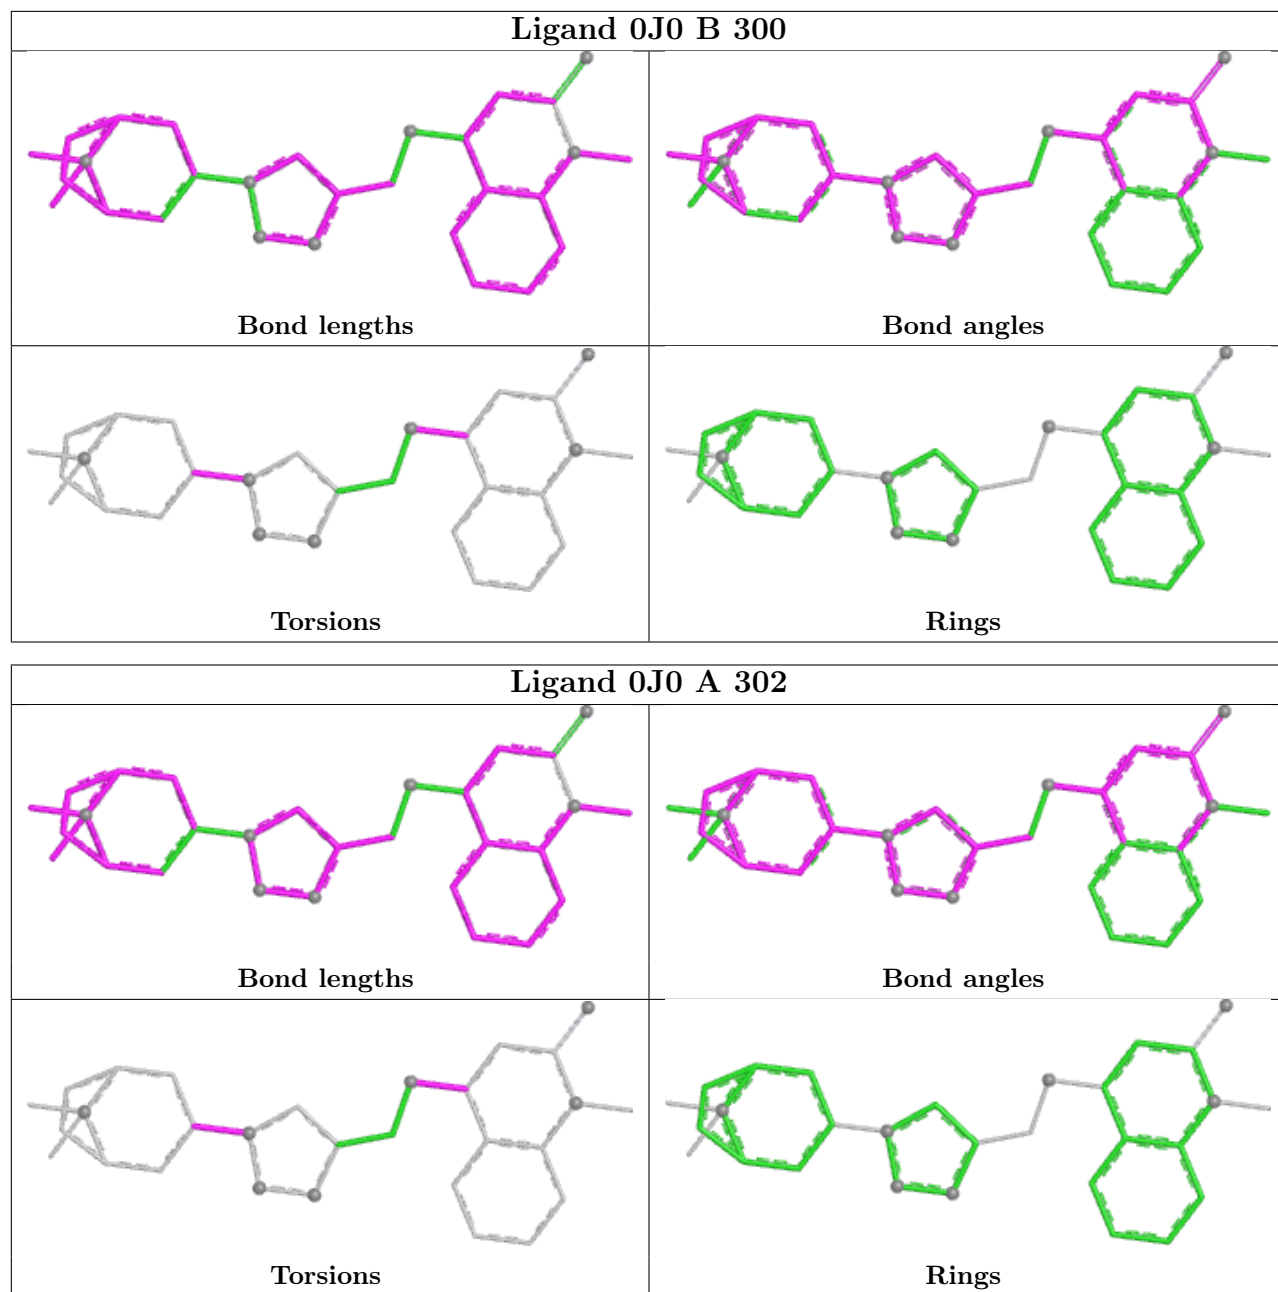 Ligand 0J0 B 300
Bond lengths
Bond angles
Torsions
Rings
Ligand 0J0 A 302
Bond lengths
Bond angles
Torsions
Rings